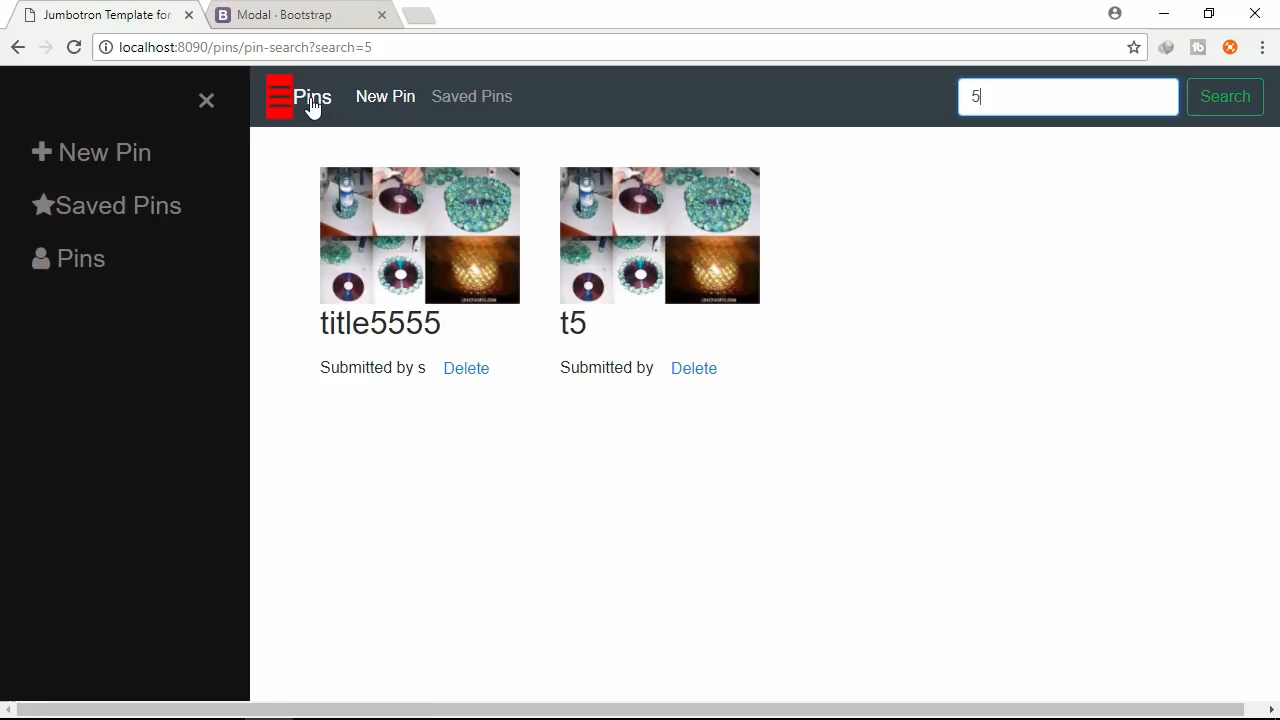 Jumbotron Template for
Modal · Bootstrap
localhost:8090/pins/pin-search?search=5
Pins
New Pin
Saved Pins
5
Search
New Pin
Saved Pins
Pins
title5555
Submitted by s
Delete
t5
Submitted by
Delete